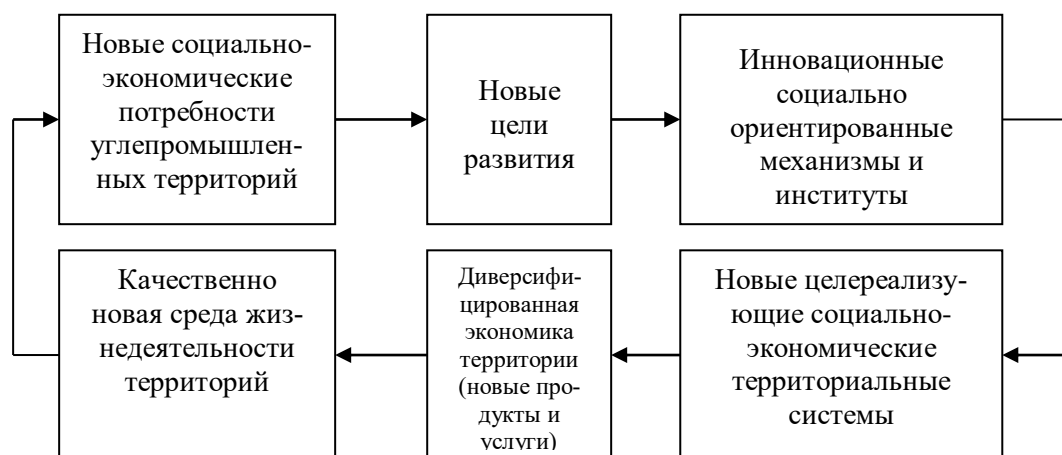 Новые социально-
экономические
потребности
углепромышлен-
ных территорий
Новые
цели
развития
Инновационные
социально
ориентированные
механизмы и
институты
Качественно
новая среда жиз-
недеятельности
территорий
Диверсифи-
цированная
экономика
территории
(новые про-
дукты и
услуги)
Новые целереализу-
ющие социально-
экономические
территориальные
системы